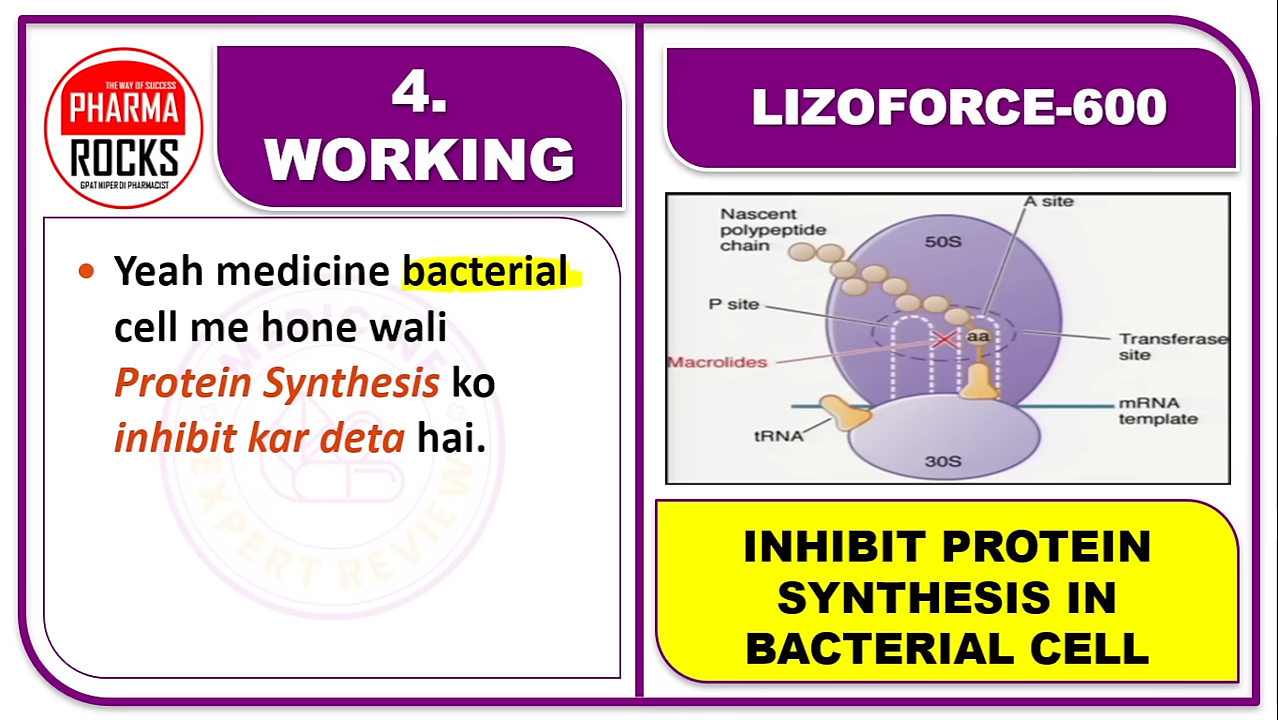 THE WAY OF SUCCESS
PHARMA
ROCKS
GPAT NIPER DI PHARMACIST
4.
WORKING
• Yeah medicine bacterial
cell me hone wali
Protein Synthesis ko
inhibit kar deta hai.
EXPERT REVIEW
LIZOFORCE-600
Nascent
polypeptide
chain
A site
50S
P site
aa
Transferase
site
Macrolides
mRNA
template
tRNA
30S
INHIBIT PROTEIN
SYNTHESIS IN
BACTERIAL CELL